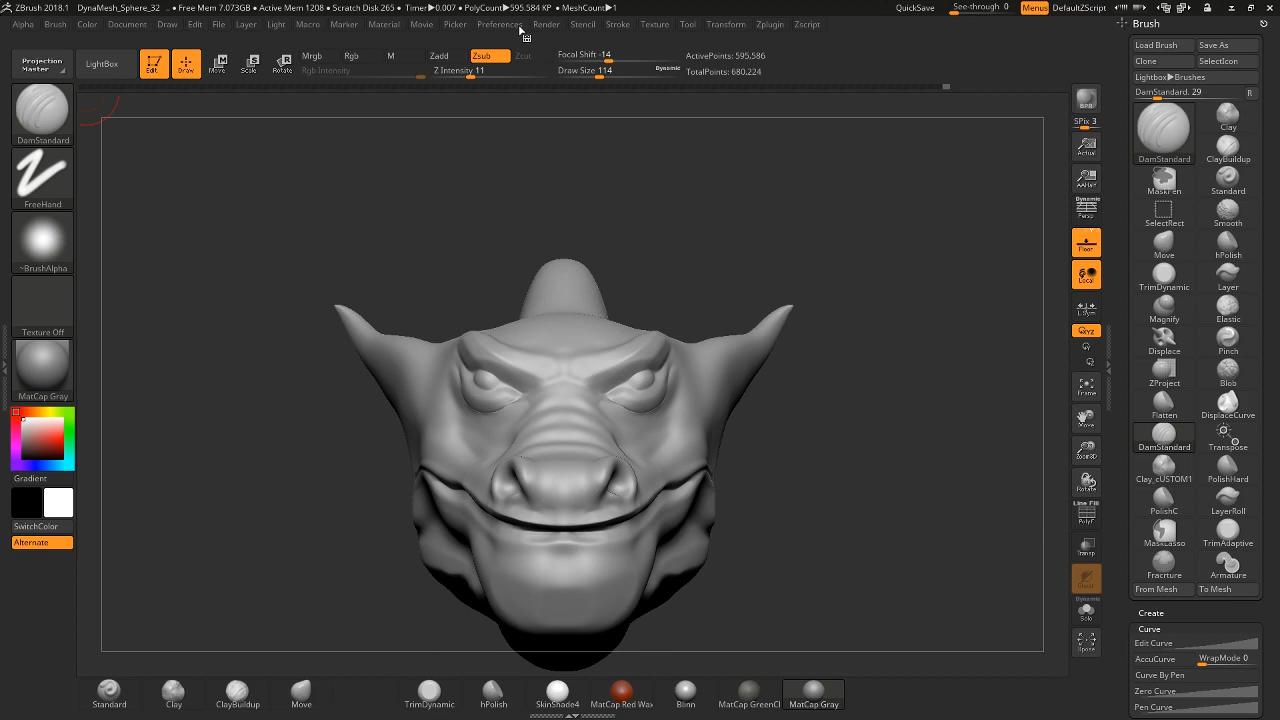 ZBrush 2018.1 DynaMesh_Sphere_32 .. • Free Mem 7.073GB • Active Mem 1208 • Scratch Disk 265 • Timer▶0.007 • PolyCount▶595.584 KP • MeshCount▶1 QuickSave See-through 0 Menus DefaultZScript
Alpha Brush Color Document Draw Edit File Layer Light Macro Marker Material Movie Picker Preferences Render Stencil Stroke Texture Tool Transform Zplugin Zscript
Brush
Projection Master
LightBox
Edit Draw Move Scale Rotate
Mrgb Rgb M Zadd Zsub Zcut
Rgb Intensity Z Intensity 11
Focal Shift -14
Draw Size 114 Dynamic
ActivePoints: 595,586
TotalPoints: 680,224
DamStandard
FreeHand
~BrushAlpha
Texture Off
MatCap Gray
Gradient
SwitchColor
Alternate
BPR
SPix 3
Actual
AAHalf
Dynamic
Persp
Floor
Local
L.Sym
Frame
Move
Zoom3D
Rotate
Line Fill
PolyF
Transp
Ghost
Dynamic
Solo
Xpose
Load Brush Save As
Clone SelectIcon
Lightbox▶Brushes
DamStandard. 29 R
DamStandard Clay
ClayBuildup
MaskPen Standard
SelectRect Smooth
Move hPolish
TrimDynamic Layer
Magnify Elastic
Displace Pinch
ZProject Blob
Flatten DisplaceCurve
DamStandard Transpose
Clay_cUSTOM1 PolishHard
PolishC LayerRoll
MaskLasso TrimAdaptive
Fracrture Armature
From Mesh To Mesh
Create
Curve
Edit Curve
AccuCurve WrapMode 0
Curve By Pen
Zero Curve
Pen Curve
Standard Clay ClayBuildup Move TrimDynamic hPolish SkinShade4 MatCap Red Wax Blinn MatCap GreenCl MatCap Gray